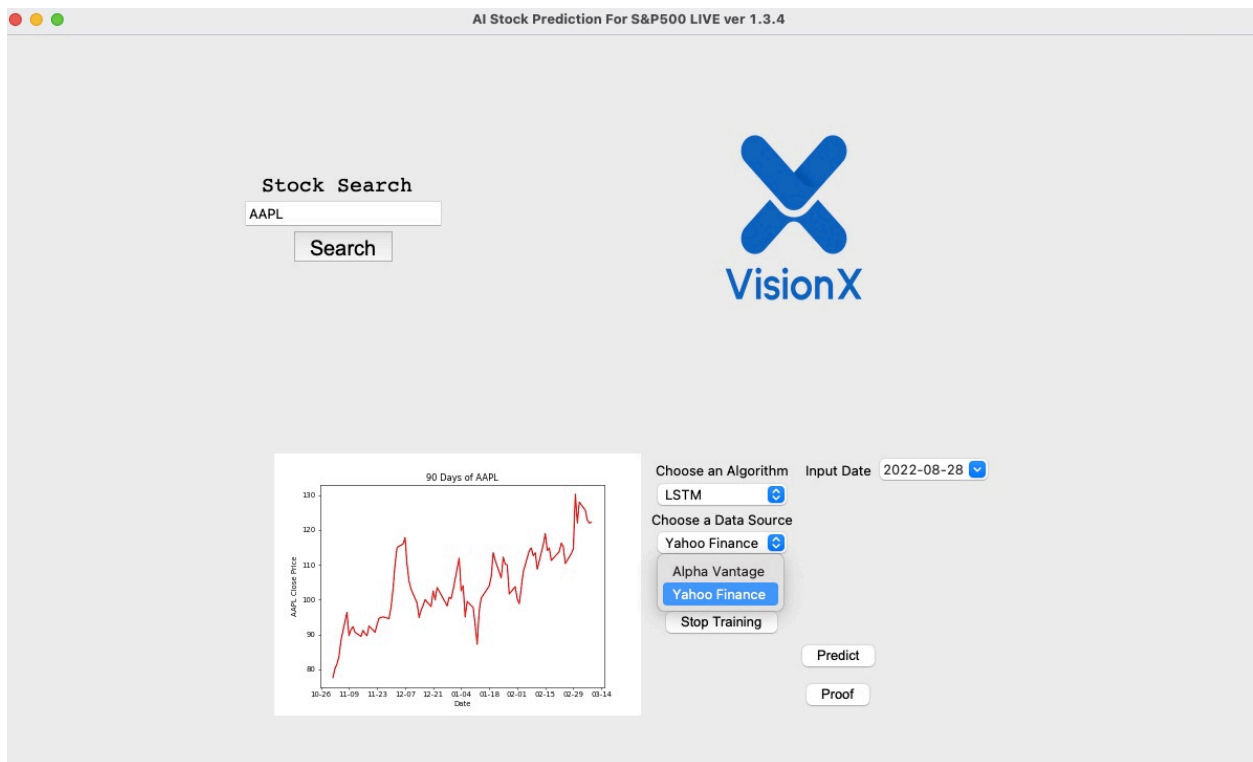 AI Stock Prediction For S&P500 LIVE ver 1.3.4
Stock Search
AAPL
Search
VisionX
90 Days of AAPL
AAPL Close Price
130
120
110
100
90
80
10-26 11-09 11-23 12-07 12-21 01-04 01-18 02-01 02-15 02-29 03-14
Date
Choose an Algorithm
LSTM
Choose a Data Source
Yahoo Finance
Alpha Vantage
Yahoo Finance
Stop Training
Input Date 2022-08-28
Predict
Proof